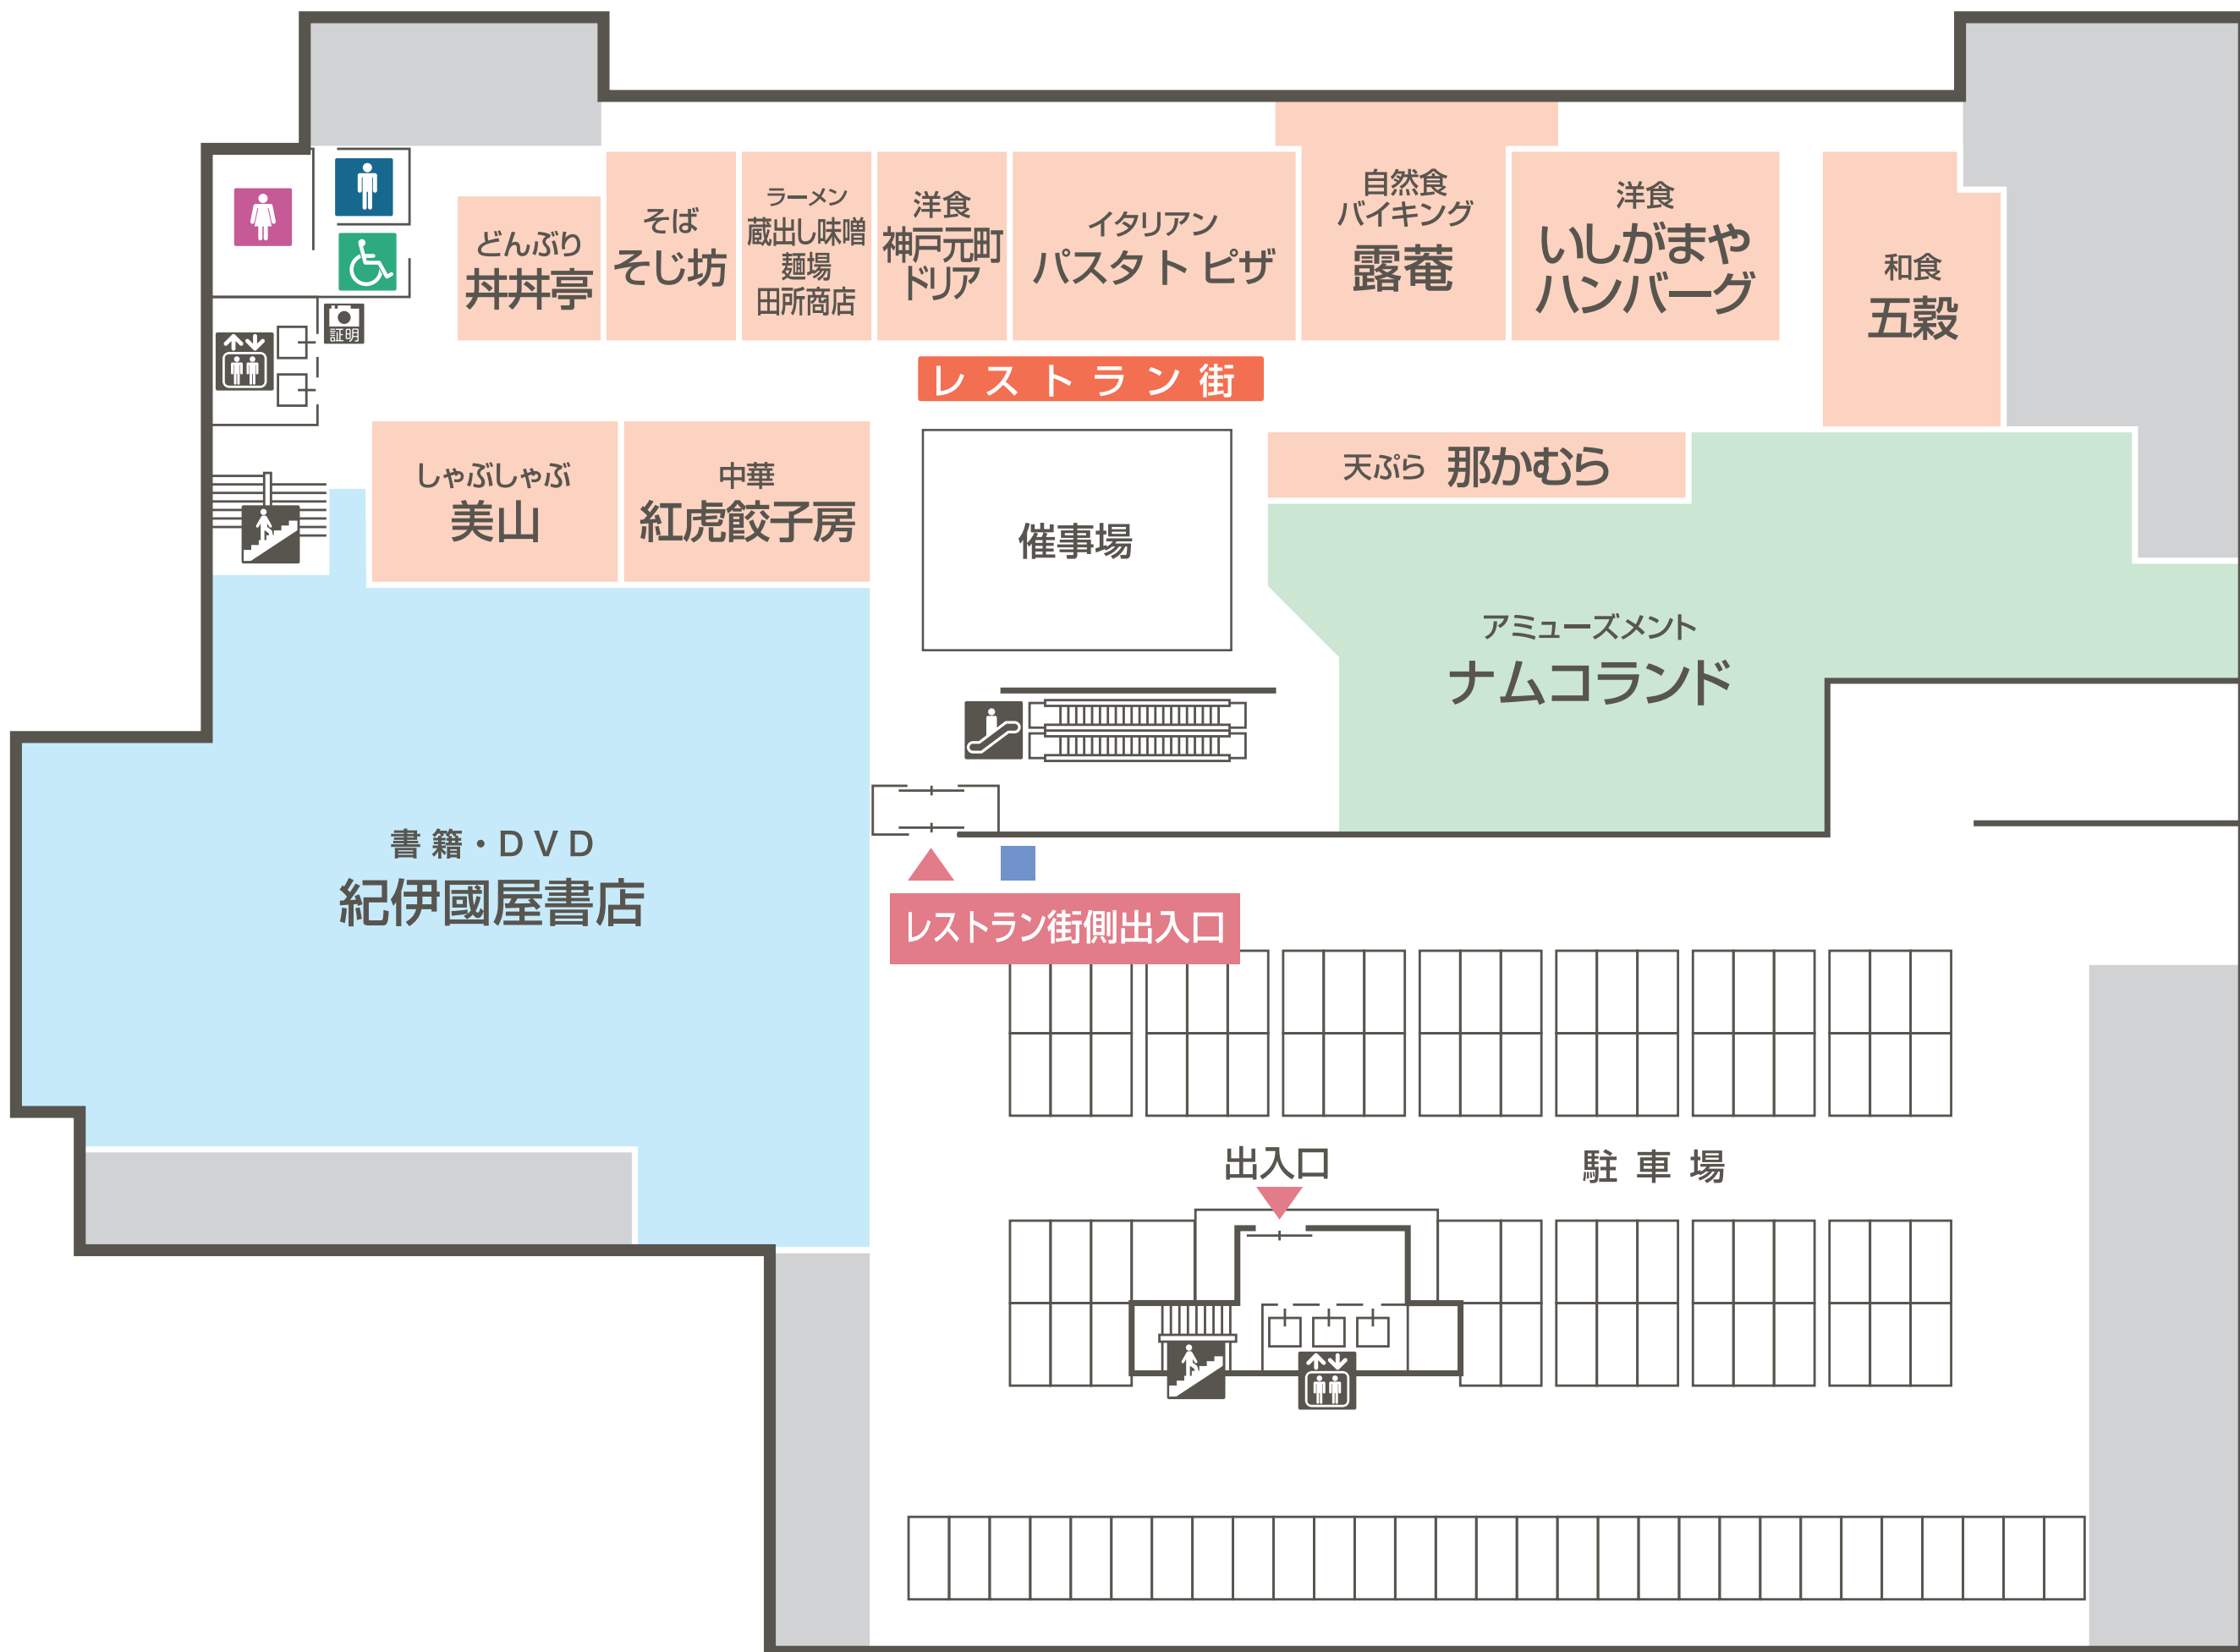 どんぶり
丼丼亭
そば
そじ坊
ラーメン
蔵出し味噌
麺場
田所商店
洋食
神戸元町
ドリア
イタリアン
パスタトピザ
自然食
バイキング
籠菴
洋食
いしがまや
ハンバーグ
和食
五穀
証明
レストラン街
しゃぶしゃぶ
美山
中華
紅虎餃子房
天ぷら 那かむら
催事場
アミューズメント
ナムコランド
書籍・DVD
紀伊國屋書店
レストラン街側出入口
出入口
駐車場